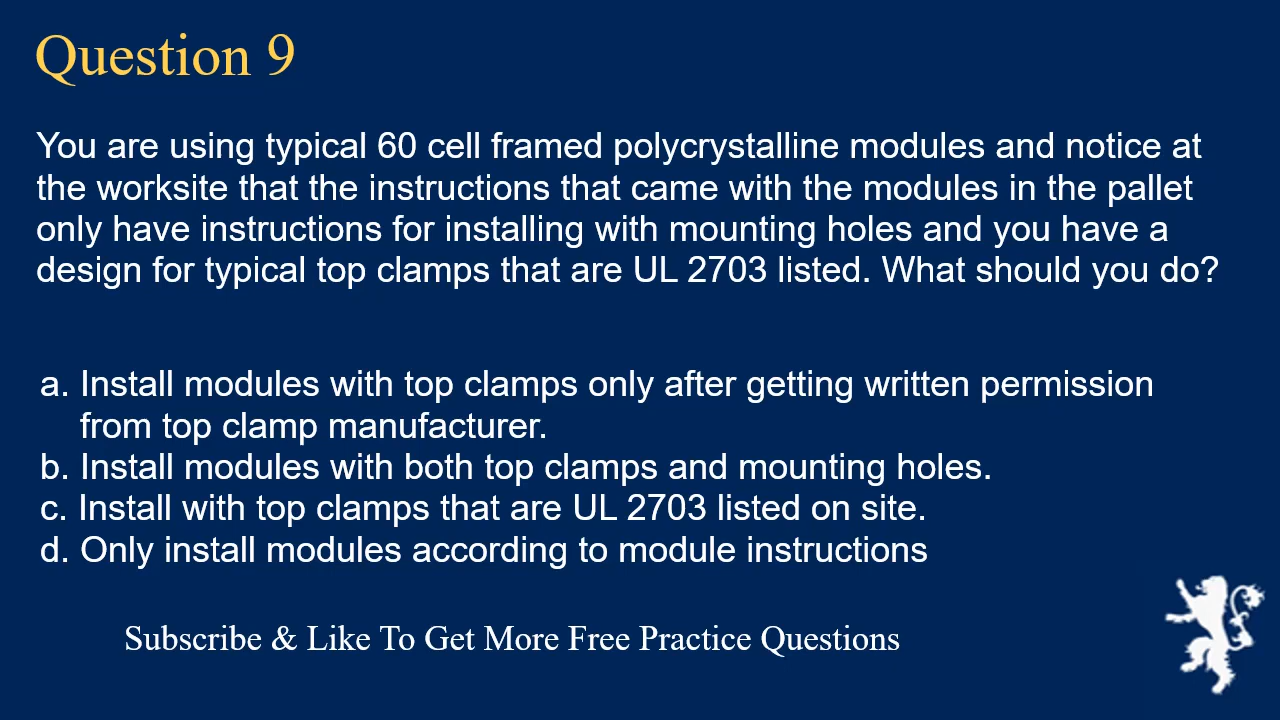 Question 9
You are using typical 60 cell framed polycrystalline modules and notice at
the worksite that the instructions that came with the modules in the pallet
only have instructions for installing with mounting holes and you have a
design for typical top clamps that are UL 2703 listed. What should you do?
a. Install modules with top clamps only after getting written permission
from top clamp manufacturer.
b. Install modules with both top clamps and mounting holes.
c. Install with top clamps that are UL 2703 listed on site.
d. Only install modules according to module instructions
Subscribe & Like To Get More Free Practice Questions